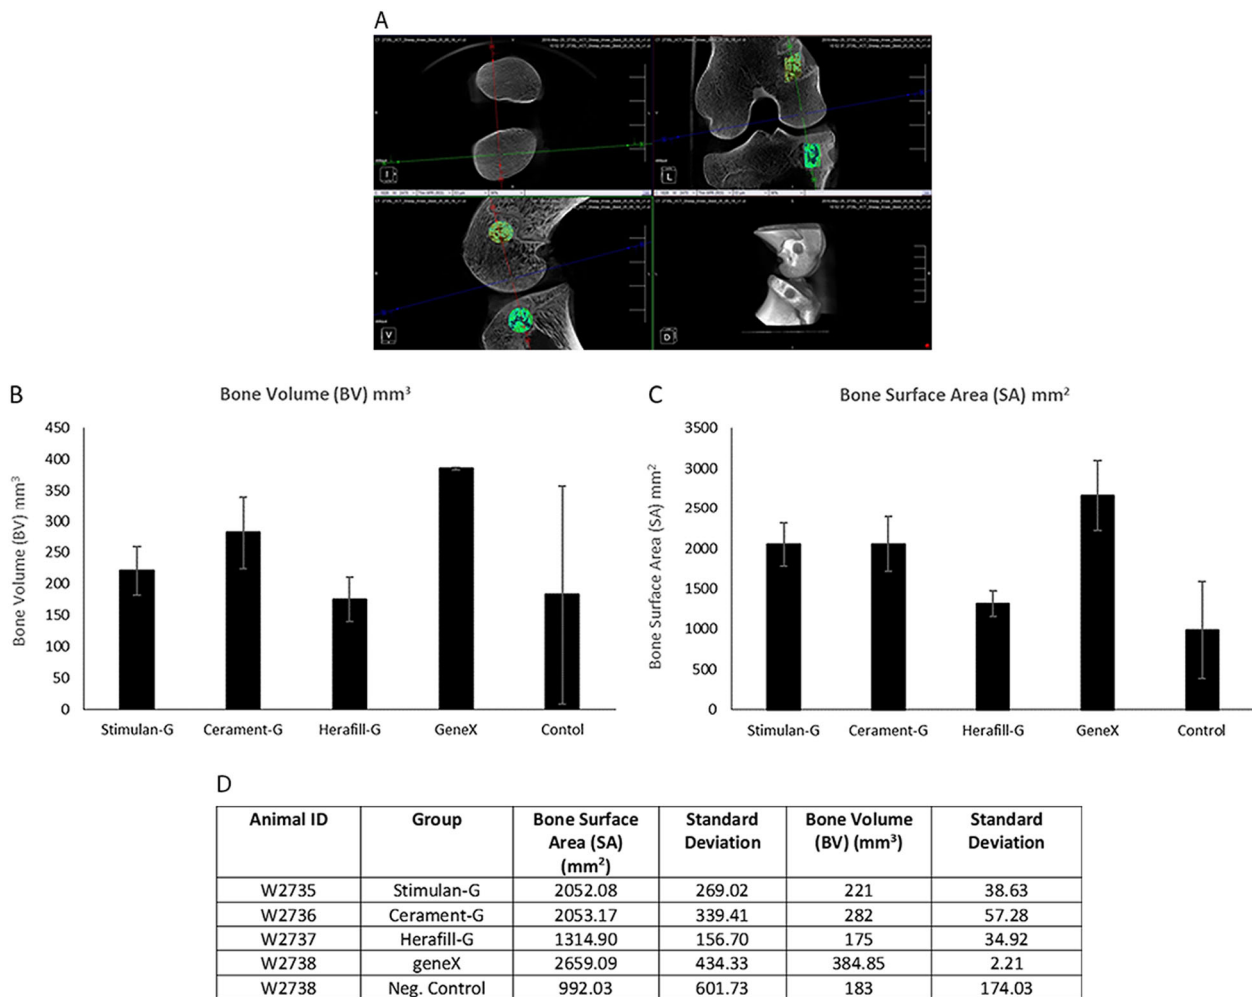 A
I
L
V
D
B
Bone Volume (BV) mm³
Bone Volume (BV) mm³
450
400
350
300
250
200
150
100
50
0
Stimulan-G Cerament-G Herafill-G GeneX Contol
C
Bone Surface Area (SA) mm²
Bone Surface Area (SA) mm²
3500
3000
2500
2000
1500
1000
500
0
Stimulan-G Cerament-G Herafill-G GeneX Control
D
Animal ID Group Bone Surface Area (SA) (mm²) Standard Deviation Bone Volume (BV) (mm³) Standard Deviation
W2735 Stimulan-G 2052.08 269.02 221 38.63
W2736 Cerament-G 2053.17 339.41 282 57.28
W2737 Herafill-G 1314.90 156.70 175 34.92
W2738 geneX 2659.09 434.33 384.85 2.21
W2738 Neg. Control 992.03 601.73 183 174.03